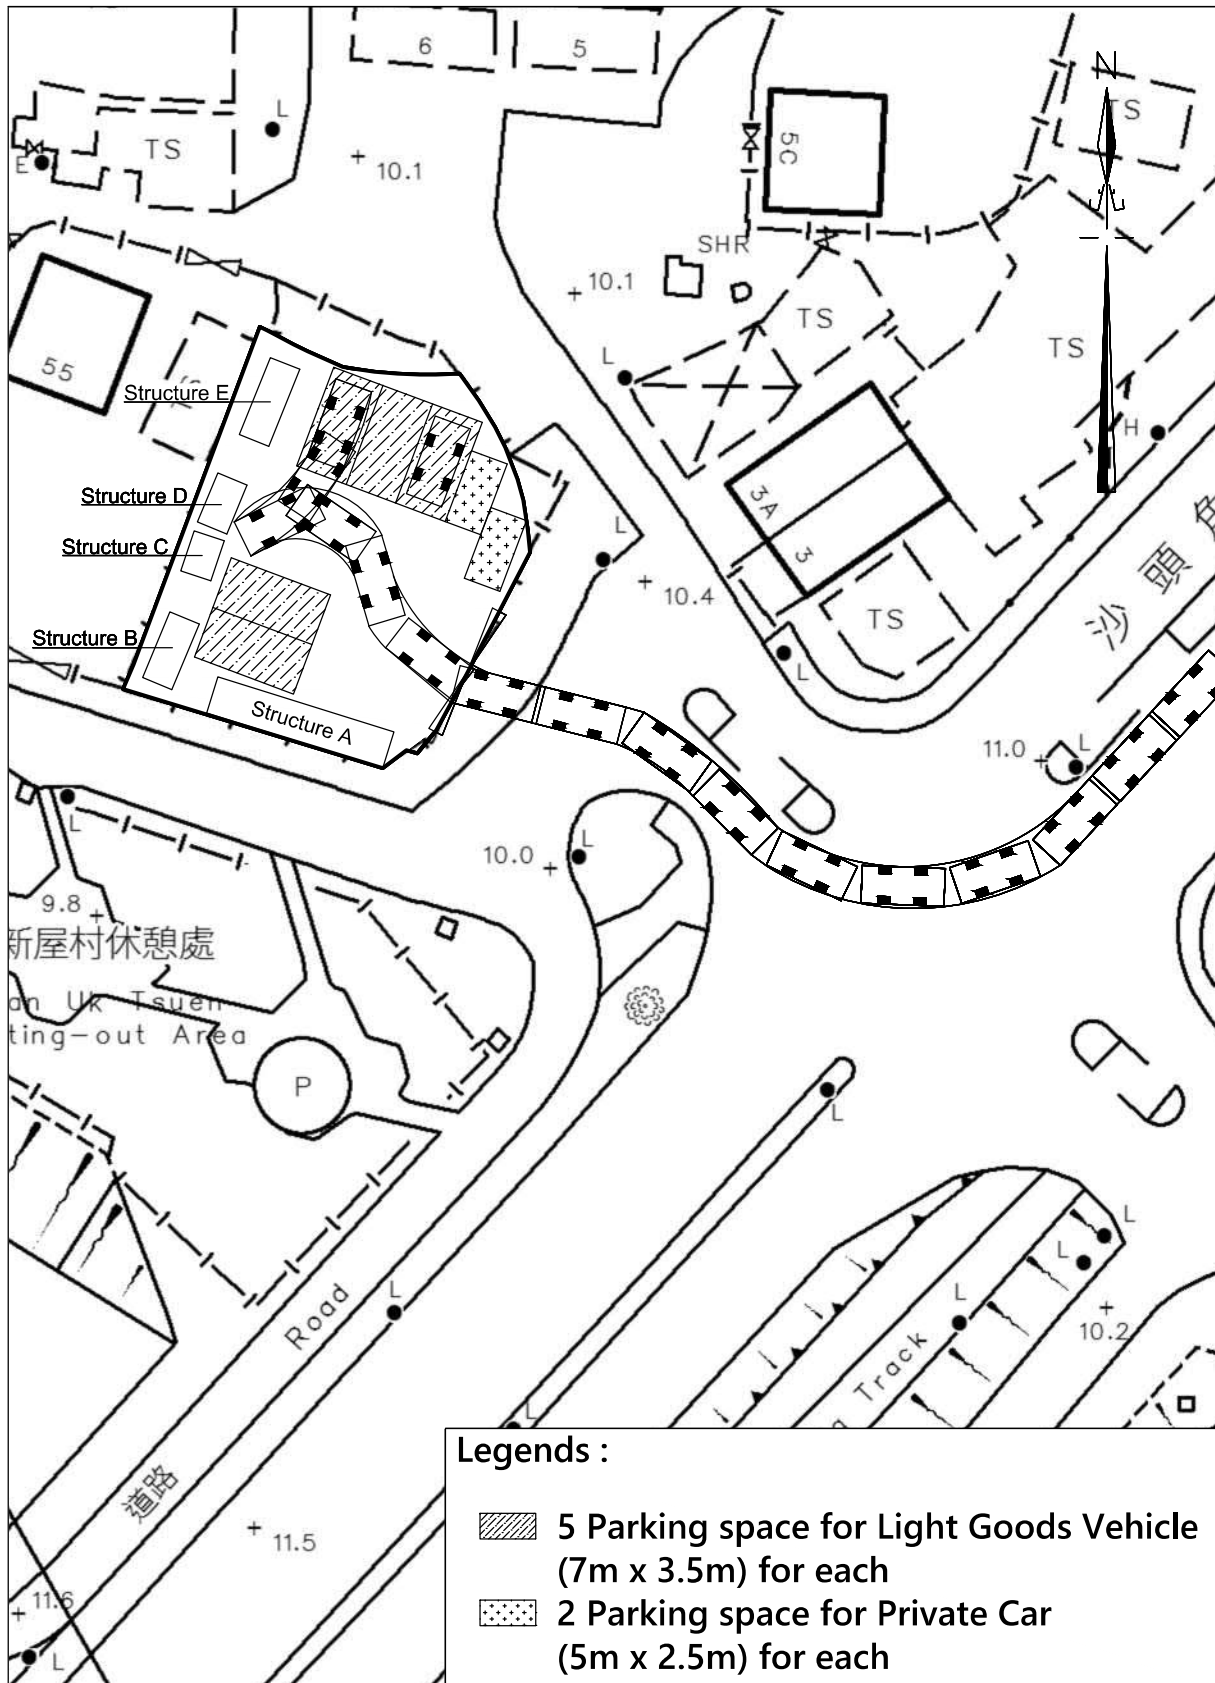 6
5
N
L
TS
E
10.1
TS
5C
SHR
10.1
TS
TS
L
55
Structure E
H
3A
3
Structure D
L
Structure C
10.4
TS
沙頭
Structure B
L
Structure A
11.0
L
L
10.0
L
9.8
新屋村休憩處
an Uk Tsuen
ting-out Area
P
L
L
L
Road
L
L
10.2
Track
L
道路
11.5
11.6
L
Legends :
5 Parking space for Light Goods Vehicle
(7m x 3.5m) for each
2 Parking space for Private Car
(5m x 2.5m) for each